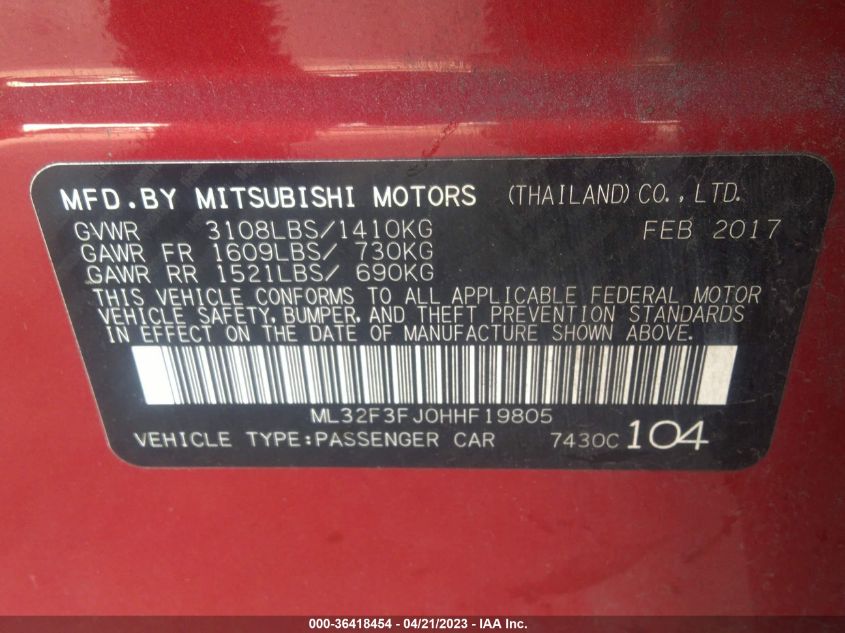 MFD.BY MITSUBISHI MOTORS (THAILAND)CO.,LTD.
GVWR 3108LBS/1410KG FEB 2017
GAWR FR 1609LBS/ 730KG
GAWR RR 1521LBS/ 690KG
THIS VEHICLE CONFORMS TO ALL APPLICABLE FEDERAL MOTOR
VEHICLE SAFETY, BUMPER, AND THEFT PREVENTION STANDARDS
IN EFFECT ON THE DATE OF MANUFACTURE SHOWN ABOVE.
ML32F3FJ0HHF19805
VEHICLE TYPE:PASSENGER CAR 7430C 104
000-36418454 - 04/21/2023 - IAA Inc.